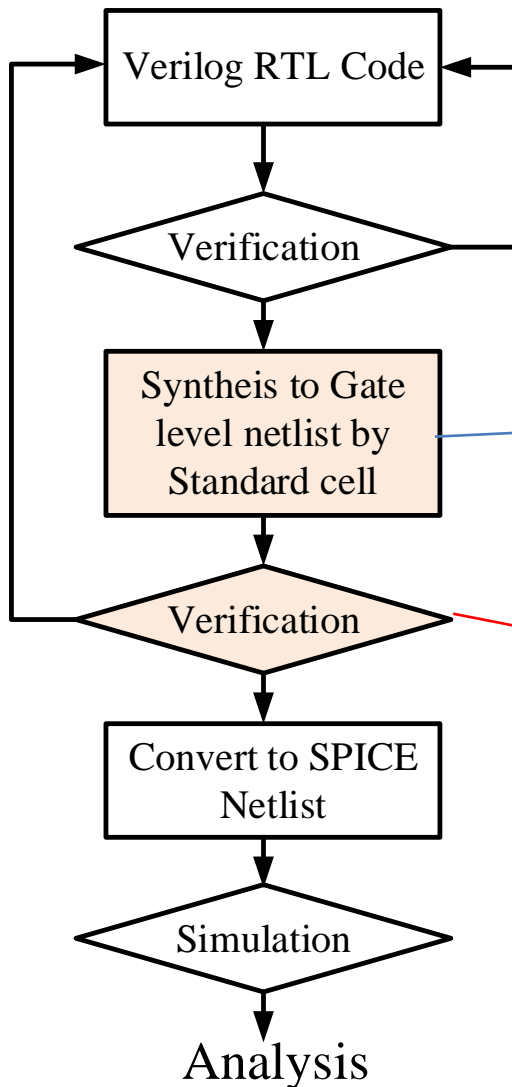 Verilog RTL Code
Verification
Syntheis to Gate
level netlist by
Standard cell
Verification
Convert to SPICE
Netlist
Simulation
Analysis